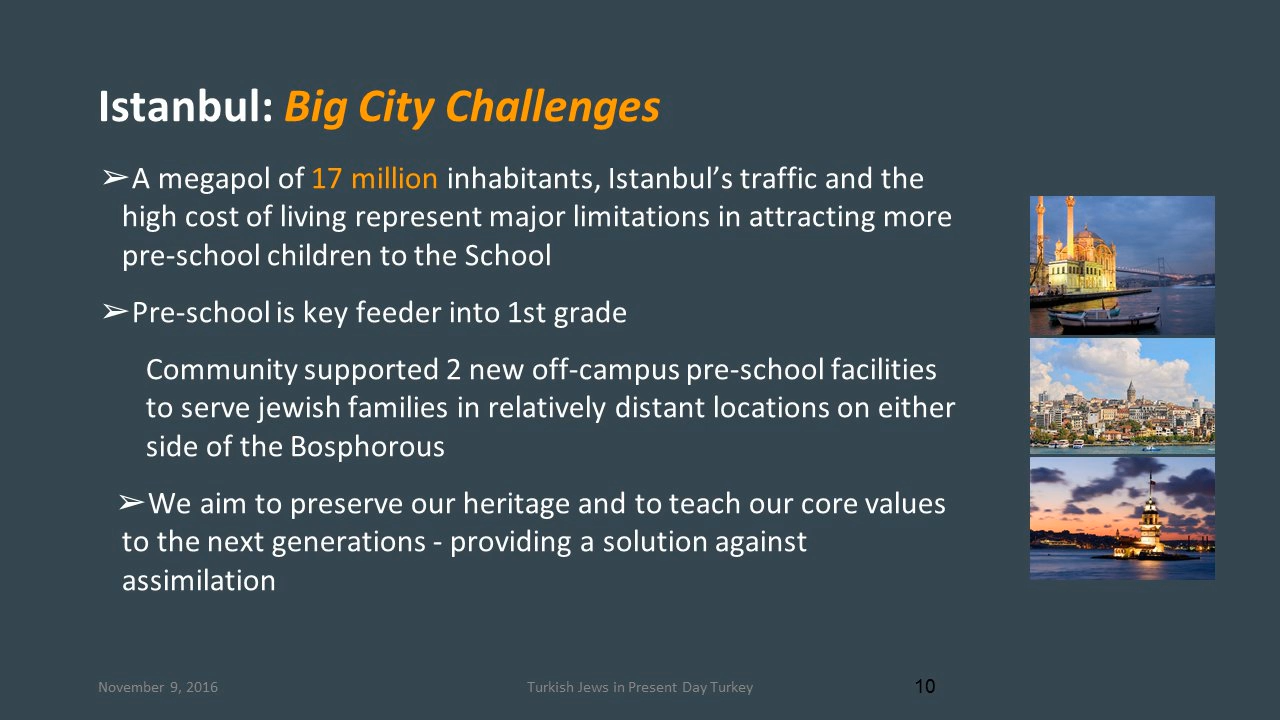 Istanbul: Big City Challenges
➢A megapol of 17 million inhabitants, Istanbul’s traffic and the
high cost of living represent major limitations in attracting more
pre-school children to the School
➢Pre-school is key feeder into 1st grade
Community supported 2 new off-campus pre-school facilities
to serve jewish families in relatively distant locations on either
side of the Bosphorous
➢We aim to preserve our heritage and to teach our core values
to the next generations - providing a solution against
assimilation
November 9, 2016
Turkish Jews in Present Day Turkey
10